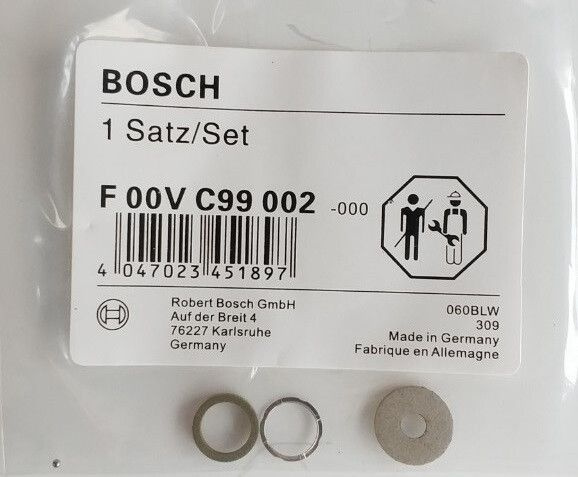 BOSCH
1 Satz/Set
F 00V C99 002 -000
4 047023 451897
Robert Bosch GmbH
Auf der Breit 4
76227 Karlsruhe
Germany
060BLW
309
Made in Germany
Fabrique en Allemagne